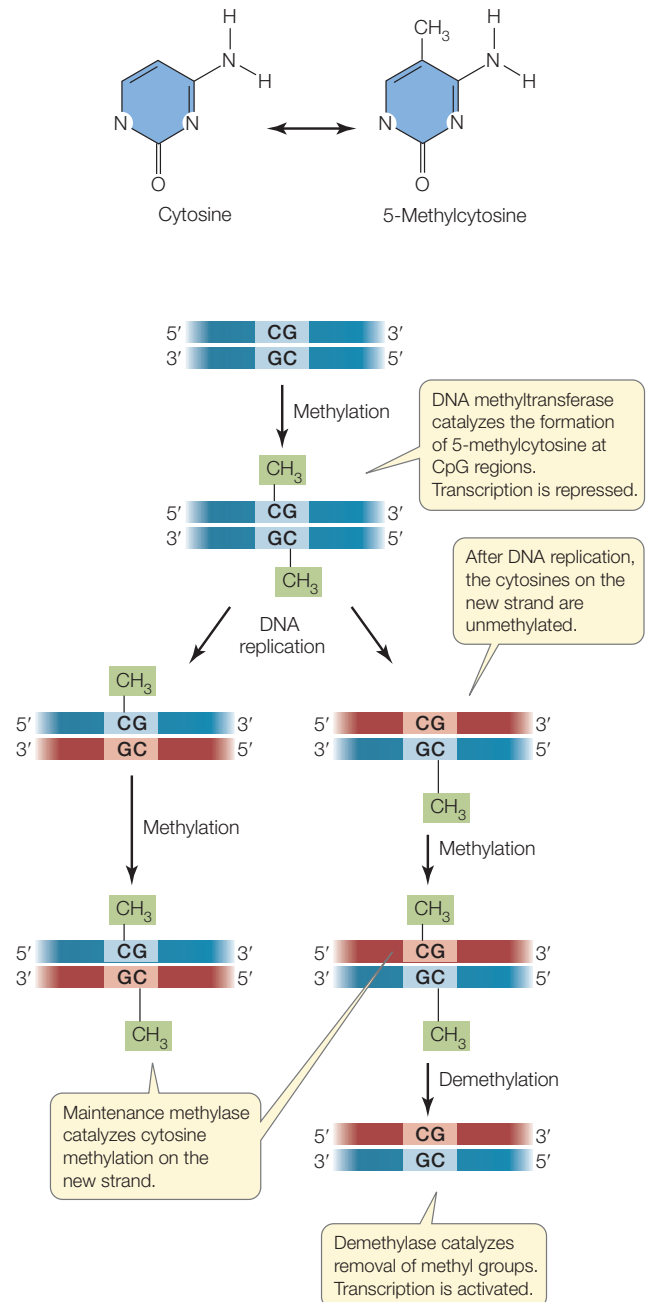 H
CH3
H
N
H
N
H
N
N
N
N
O
O
Cytosine
5-Methylcytosine
5′ CG 3′
3′ GC 5′
Methylation
DNA methyltransferase
catalyzes the formation
of 5-methylcytosine at
CpG regions.
Transcription is repressed.
CH3
5′ CG 3′
3′ GC 5′
CH3
After DNA replication,
the cytosines on the
new strand are
unmethylated.
DNA
replication
CH3
5′ CG 3′
3′ GC 5′
5′ CG 3′
3′ GC 5′
CH3
Methylation
Methylation
CH3
5′ CG 3′
3′ GC 5′
CH3
CH3
5′ CG 3′
3′ GC 5′
CH3
Maintenance methylase
catalyzes cytosine
methylation on the
new strand.
Demethylation
5′ CG 3′
3′ GC 5′
Demethylase catalyzes
removal of methyl groups.
Transcription is activated.